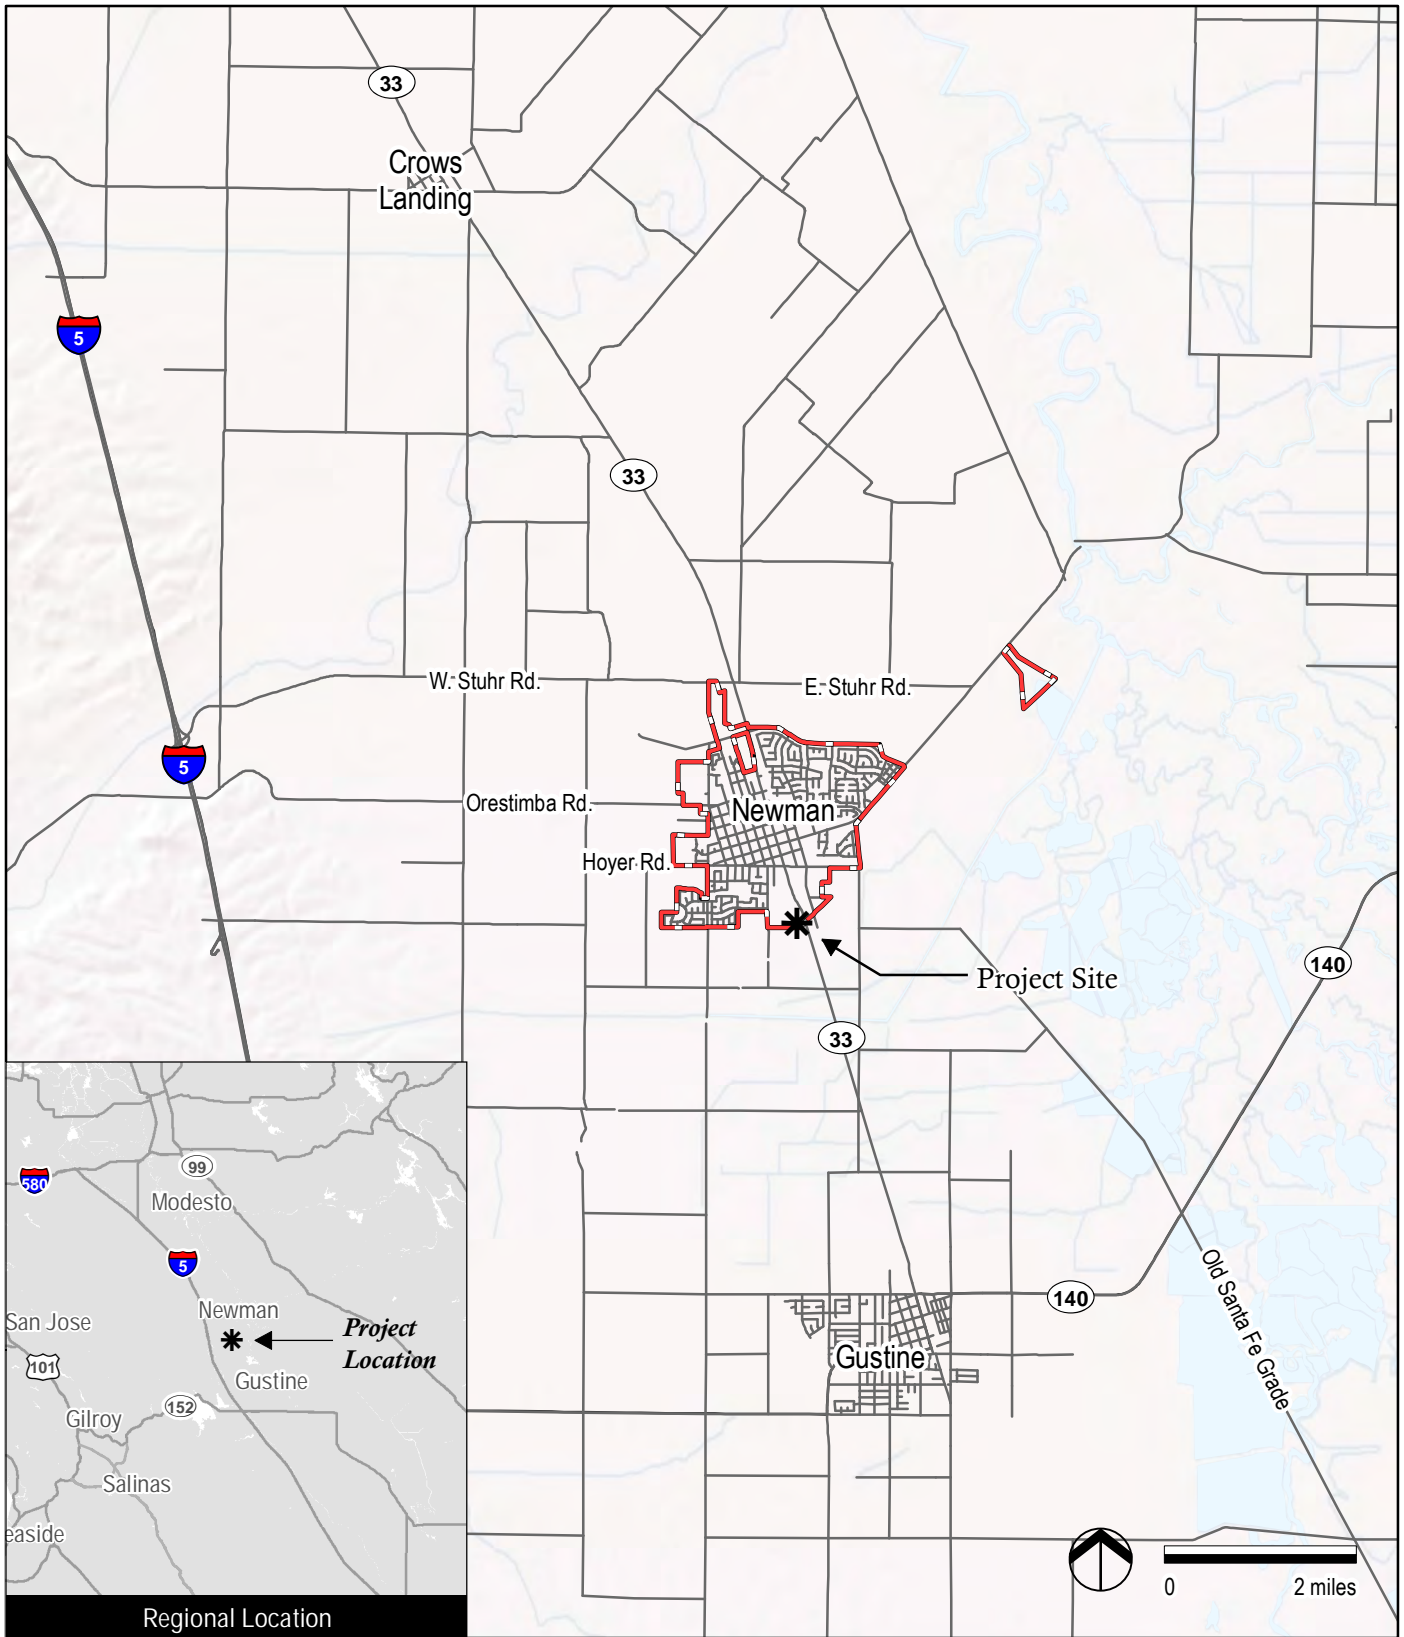 33
Crows
Landing
5
33
W. Stuhr Rd.
E. Stuhr Rd.
5
Orestimba Rd.
Newman
Hoyer Rd.
Project Site
140
33
99
580
Modesto
5
Newman
San Jose
Project
Location
101
Gustine
152
Gilroy
Salinas
easide
Regional Location
140
Old Santa Fe Grade
Gustine
0
2 miles